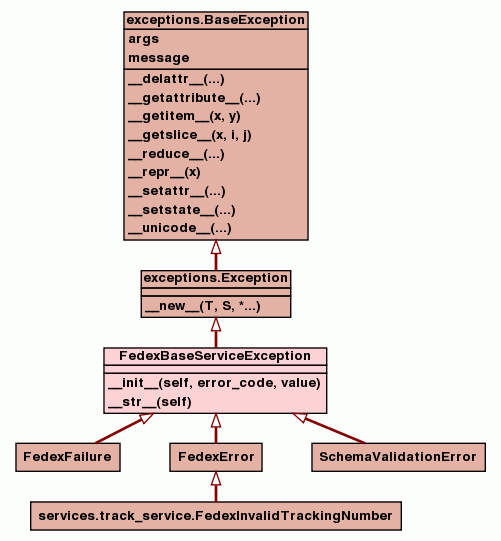 exceptions.BaseException
args
message
__delattr__(...)
__getattribute__(...)
__getitem__(x, y)
__getslice__(x, i, j)
__reduce__(...)
__repr__(x)
__setattr__(...)
__setstate__(...)
__unicode__(...)
exceptions.Exception
__new__(T, S, *...)
FedexBaseServiceException
__init__(self, error_code, value)
__str__(self)
FedexFailure
FedexError
SchemaValidationError
services.track_service.FedexInvalidTrackingNumber